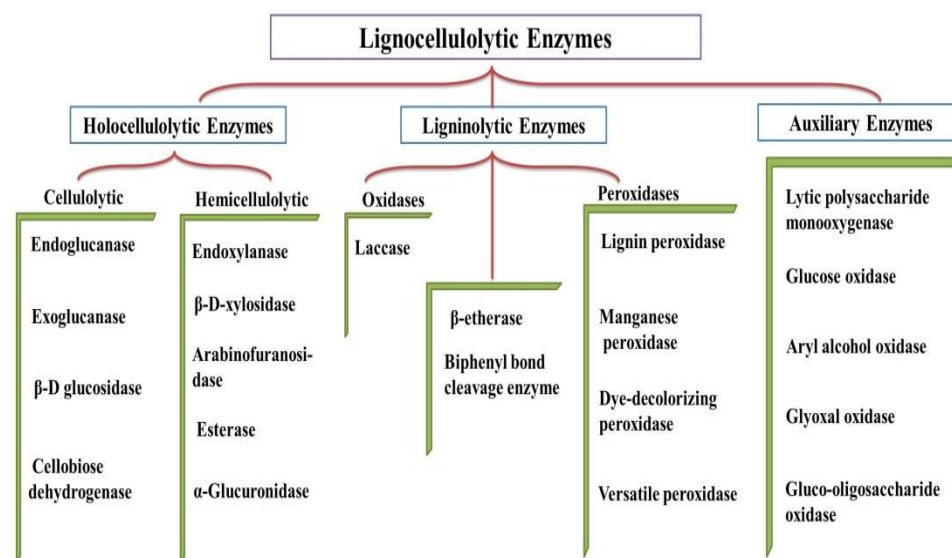 Lignocellulolytic Enzymes
Holocellulolytic Enzymes
Ligninolytic Enzymes
Auxiliary Enzymes
Cellulolytic
Endoglucanase
Exoglucanase
β-D glucosidase
Cellobiose
dehydrogenase
Hemicellulolytic
Endoxylanase
β-D-xylosidase
Arabinofuranosi-
dase
Esterase
α-Glucuronidase
Oxidases
Laccase
β-etherase
Biphenyl bond
cleavage enzyme
Peroxidases
Lignin peroxidase
Manganese
peroxidase
Dye-decolorizing
peroxidase
Versatile peroxidase
Lytic polysaccharide
monooxygenase
Glucose oxidase
Aryl alcohol oxidase
Glyoxal oxidase
Gluco-oligosaccharide
oxidase